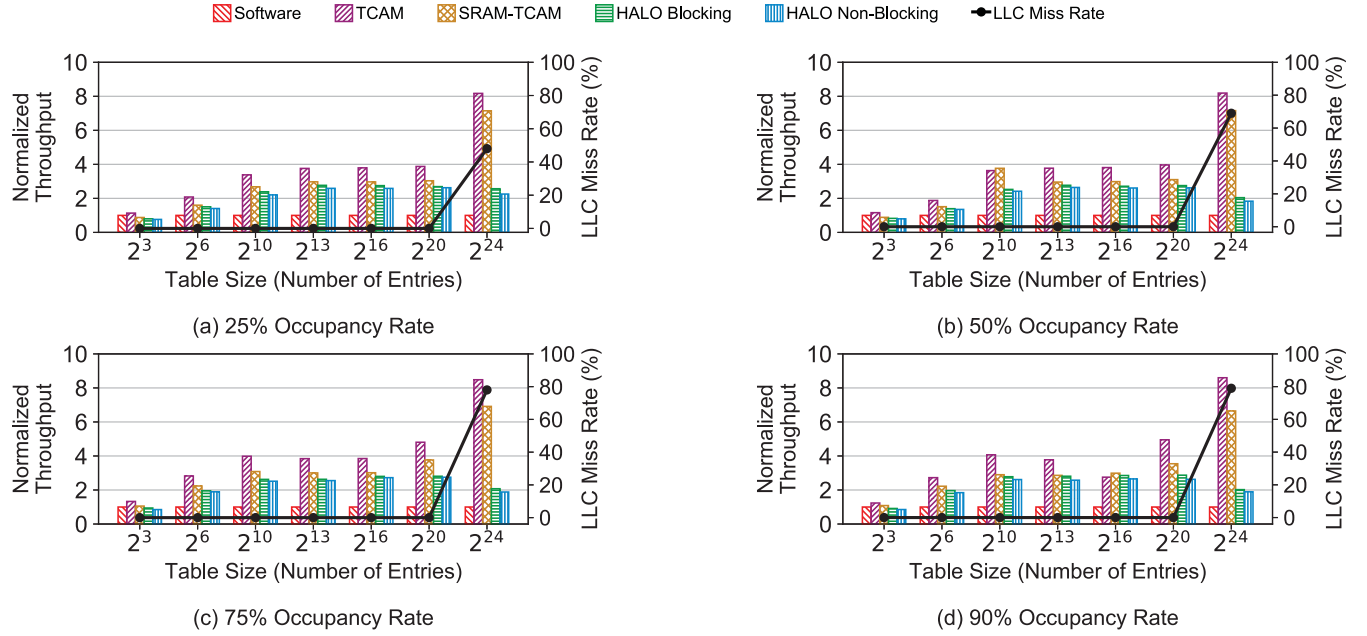 Software TCAM SRAM-TCAM HALO Blocking HALO Non-Blocking LLC Miss Rate
Normalized
Throughput
10
8
6
4
2
0
100
80
60
40
20
0
LLC Miss Rate (%)
2^3 2^6 2^10 2^13 2^16 2^20 2^24
Table Size (Number of Entries)
(a) 25% Occupancy Rate
Normalized
Throughput
10
8
6
4
2
0
100
80
60
40
20
0
LLC Miss Rate (%)
2^3 2^6 2^10 2^13 2^16 2^20 2^24
Table Size (Number of Entries)
(b) 50% Occupancy Rate
Normalized
Throughput
10
8
6
4
2
0
100
80
60
40
20
0
LLC Miss Rate (%)
2^3 2^6 2^10 2^13 2^16 2^20 2^24
Table Size (Number of Entries)
(c) 75% Occupancy Rate
Normalized
Throughput
10
8
6
4
2
0
100
80
60
40
20
0
LLC Miss Rate (%)
2^3 2^6 2^10 2^13 2^16 2^20 2^24
Table Size (Number of Entries)
(d) 90% Occupancy Rate